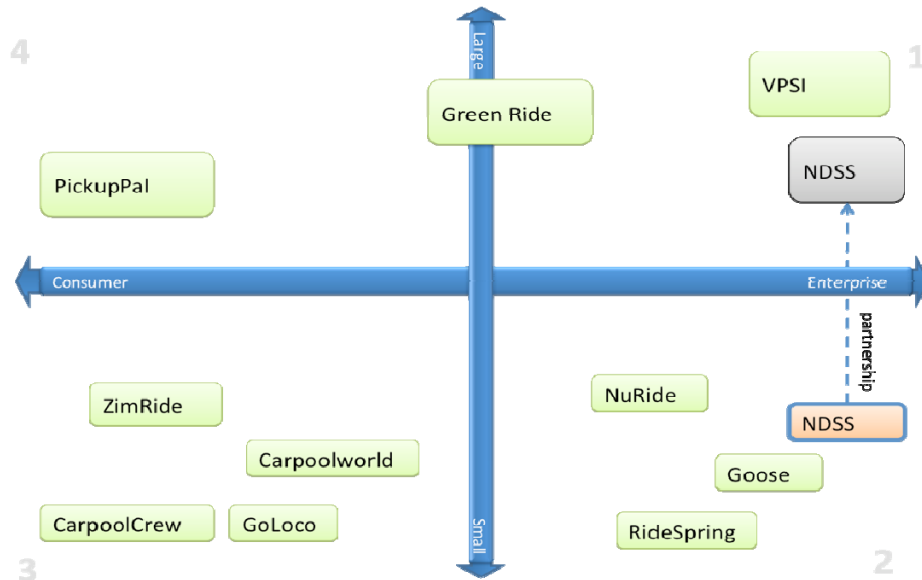 4
Large
1
VPSI
Green Ride
NDSS
PickupPal
Consumer
Enterprise
partnership
ZimRide
NuRide
NDSS
Carpoolworld
Goose
CarpoolCrew
GoLoco
RideSpring
Small
3
2